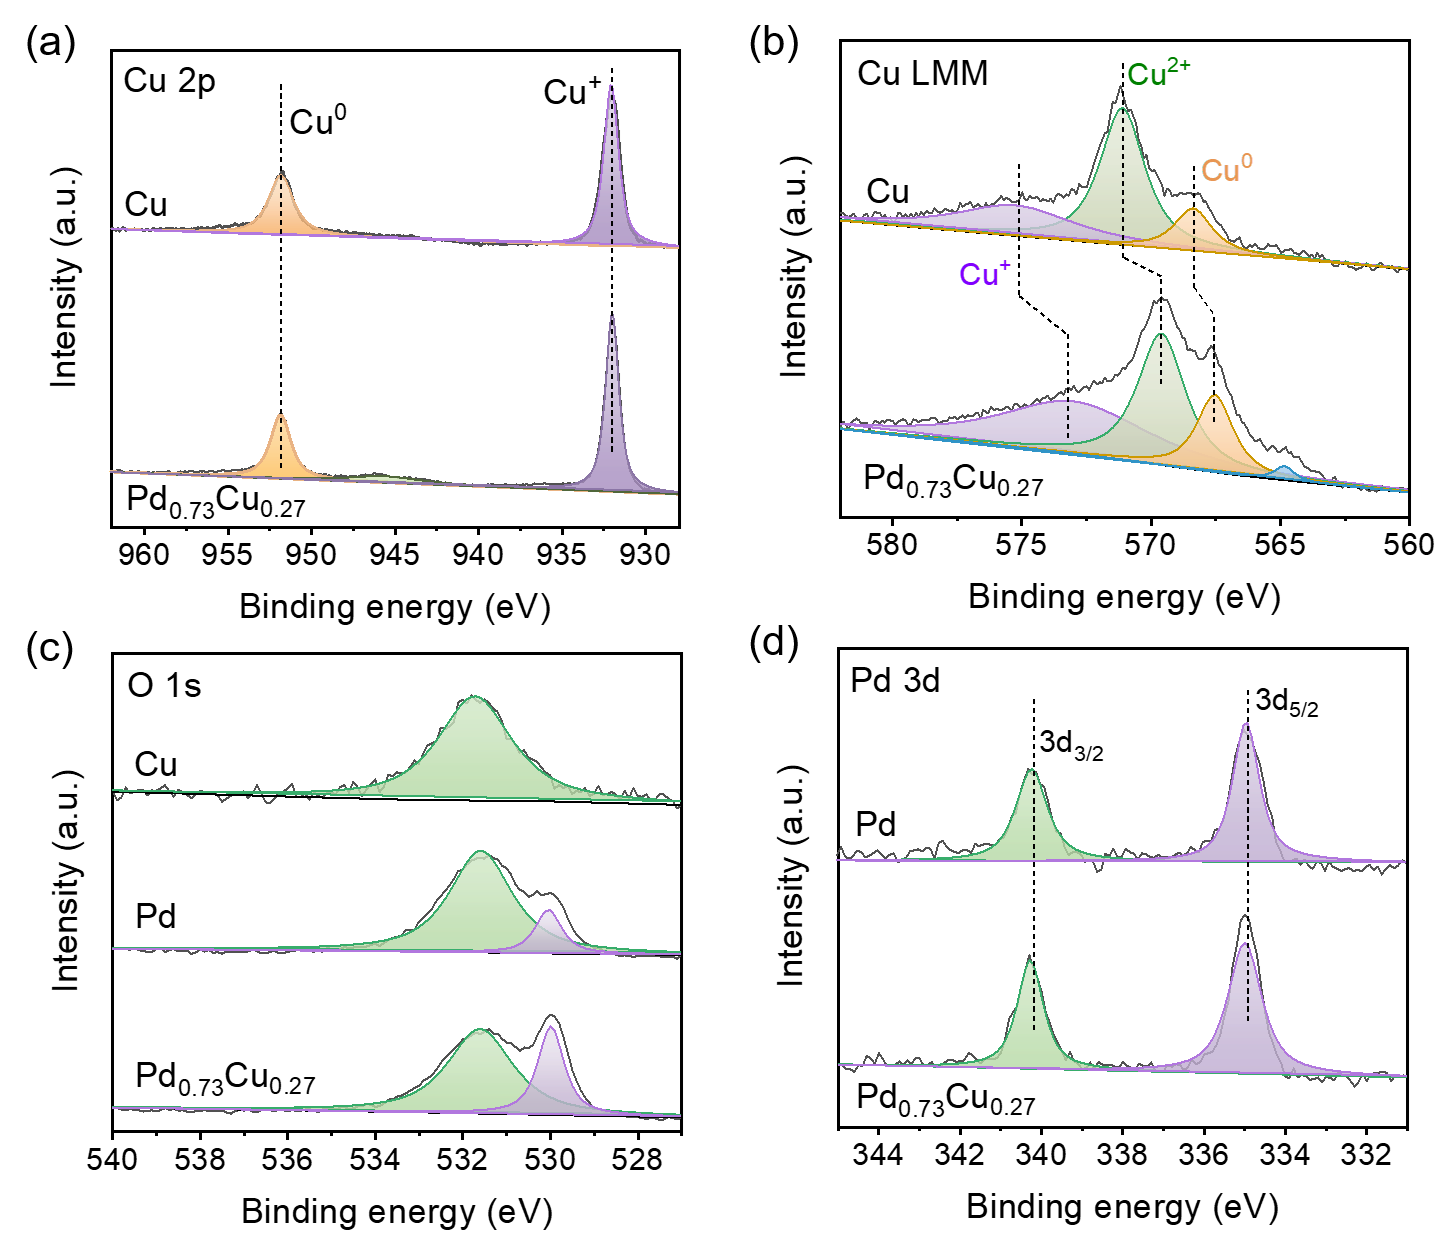 (a)
Cu 2p
Cu⁺
Cu⁰
Cu
Pd₀.₇₃Cu₀.₂₇
Intensity (a.u.)
960 955 950 945 940 935 930
Binding energy (eV)
(b)
Cu LMM
Cu²⁺
Cu⁰
Cu
Cu⁺
Pd₀.₇₃Cu₀.₂₇
Intensity (a.u.)
580 575 570 565 560
Binding energy (eV)
(c)
O 1s
Cu
Pd
Pd₀.₇₃Cu₀.₂₇
Intensity (a.u.)
540 538 536 534 532 530 528
Binding energy (eV)
(d)
Pd 3d
3d₅/₂
3d₃/₂
Pd
Pd₀.₇₃Cu₀.₂₇
Intensity (a.u.)
344 342 340 338 336 334 332
Binding energy (eV)